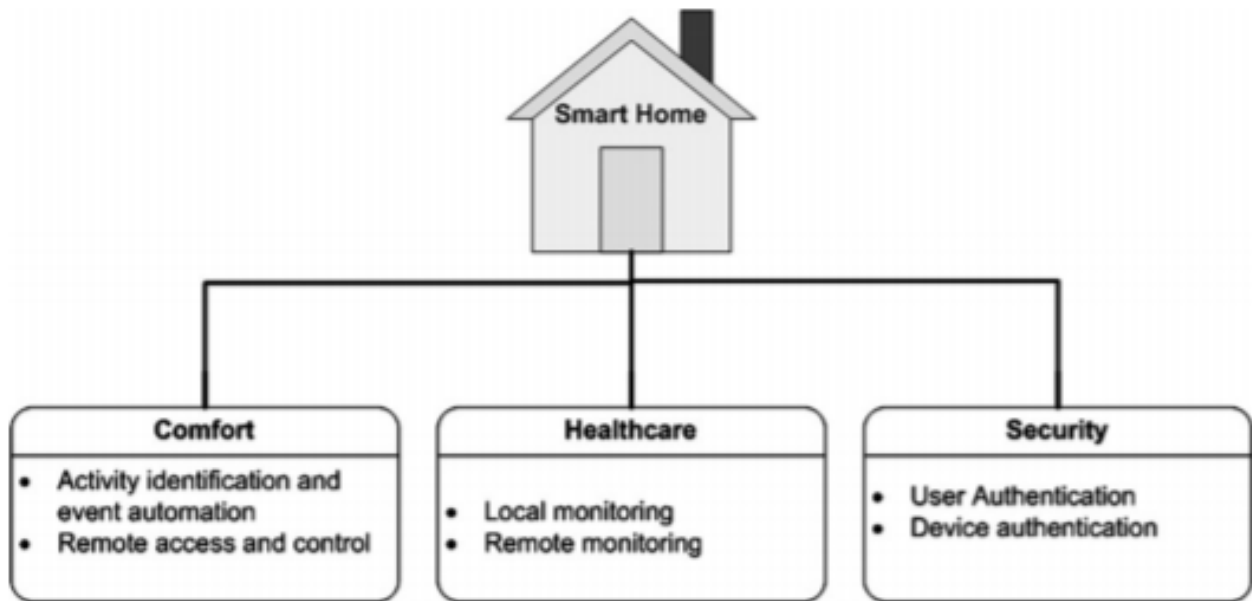 Smart Home
Comfort
• Activity identification and
event automation
• Remote access and control
Healthcare
• Local monitoring
• Remote monitoring
Security
• User Authentication
• Device authentication